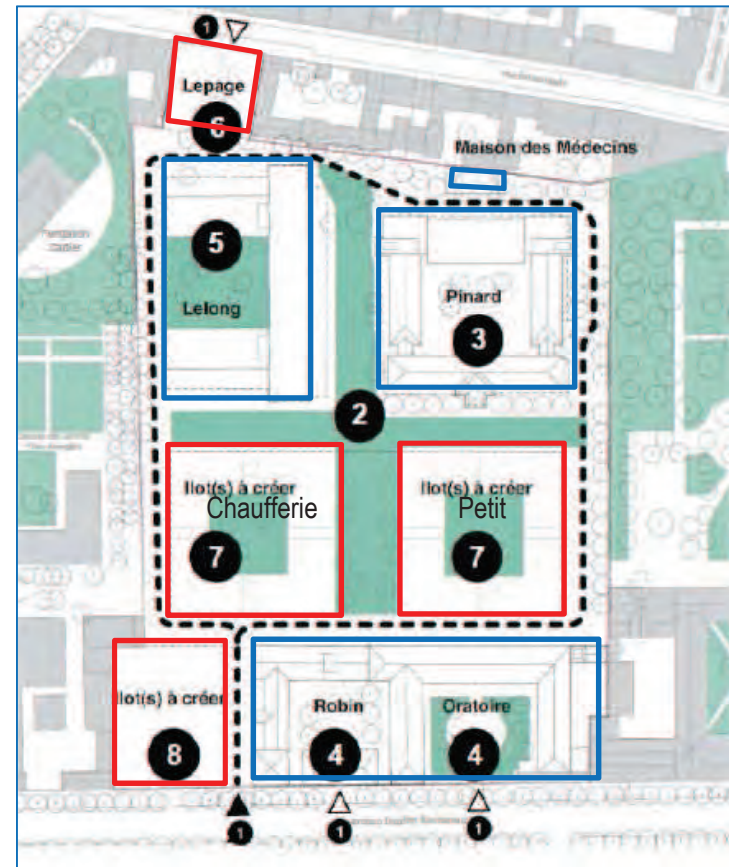 1
Lepage
6
Maison des Médecins
5
Lelong
Pinard
3
2
Ilot(s) à créer
Chaufferie
7
Ilot(s) à créer
Petit
7
Ilot(s) à créer
8
Robin
4
Oratoire
4
1
1
1